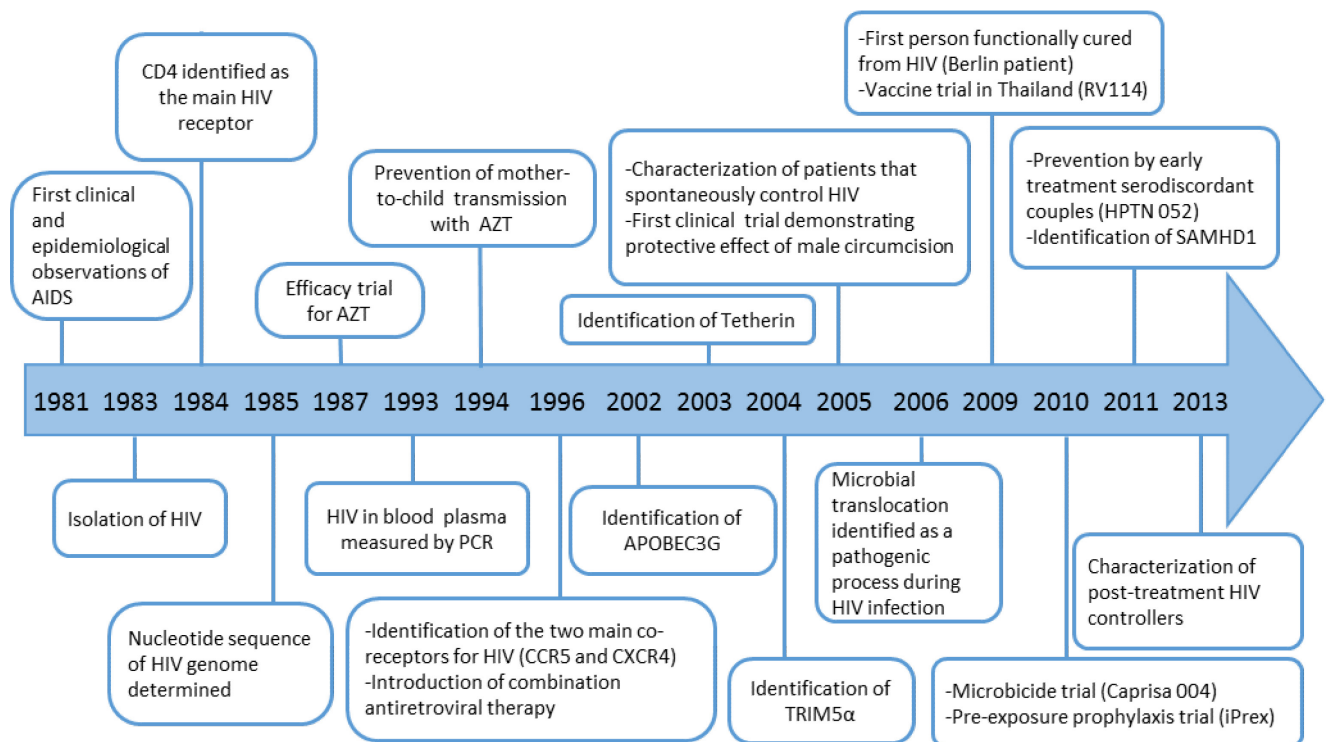 CD4 identified as
the main HIV
receptor
-First person functionally cured
from HIV (Berlin patient)
-Vaccine trial in Thailand (RV114)
First clinical
and
epidemiological
observations of
AIDS
Prevention of mother-
to-child transmission
with AZT
-Characterization of patients that
spontaneously control HIV
-First clinical trial demonstrating
protective effect of male circumcision
-Prevention by early
treatment serodiscordant
couples (HPTN 052)
-Identification of SAMHD1
Efficacy trial
for AZT
Identification of Tetherin
1981 1983 1984 1985 1987 1993 1994 1996 2002 2003 2004 2005 2006 2009 2010 2011 2013
Isolation of HIV
HIV in blood plasma
measured by PCR
Identification of
APOBEC3G
Microbial
translocation
identified as a
pathogenic
process during
HIV infection
Characterization of
post-treatment HIV
controllers
Nucleotide sequence
of HIV genome
determined
-Identification of the two main co-
receptors for HIV (CCR5 and CXCR4)
-Introduction of combination
antiretroviral therapy
Identification of
TRIM5α
-Microbicide trial (Caprisa 004)
-Pre-exposure prophylaxis trial (iPrex)